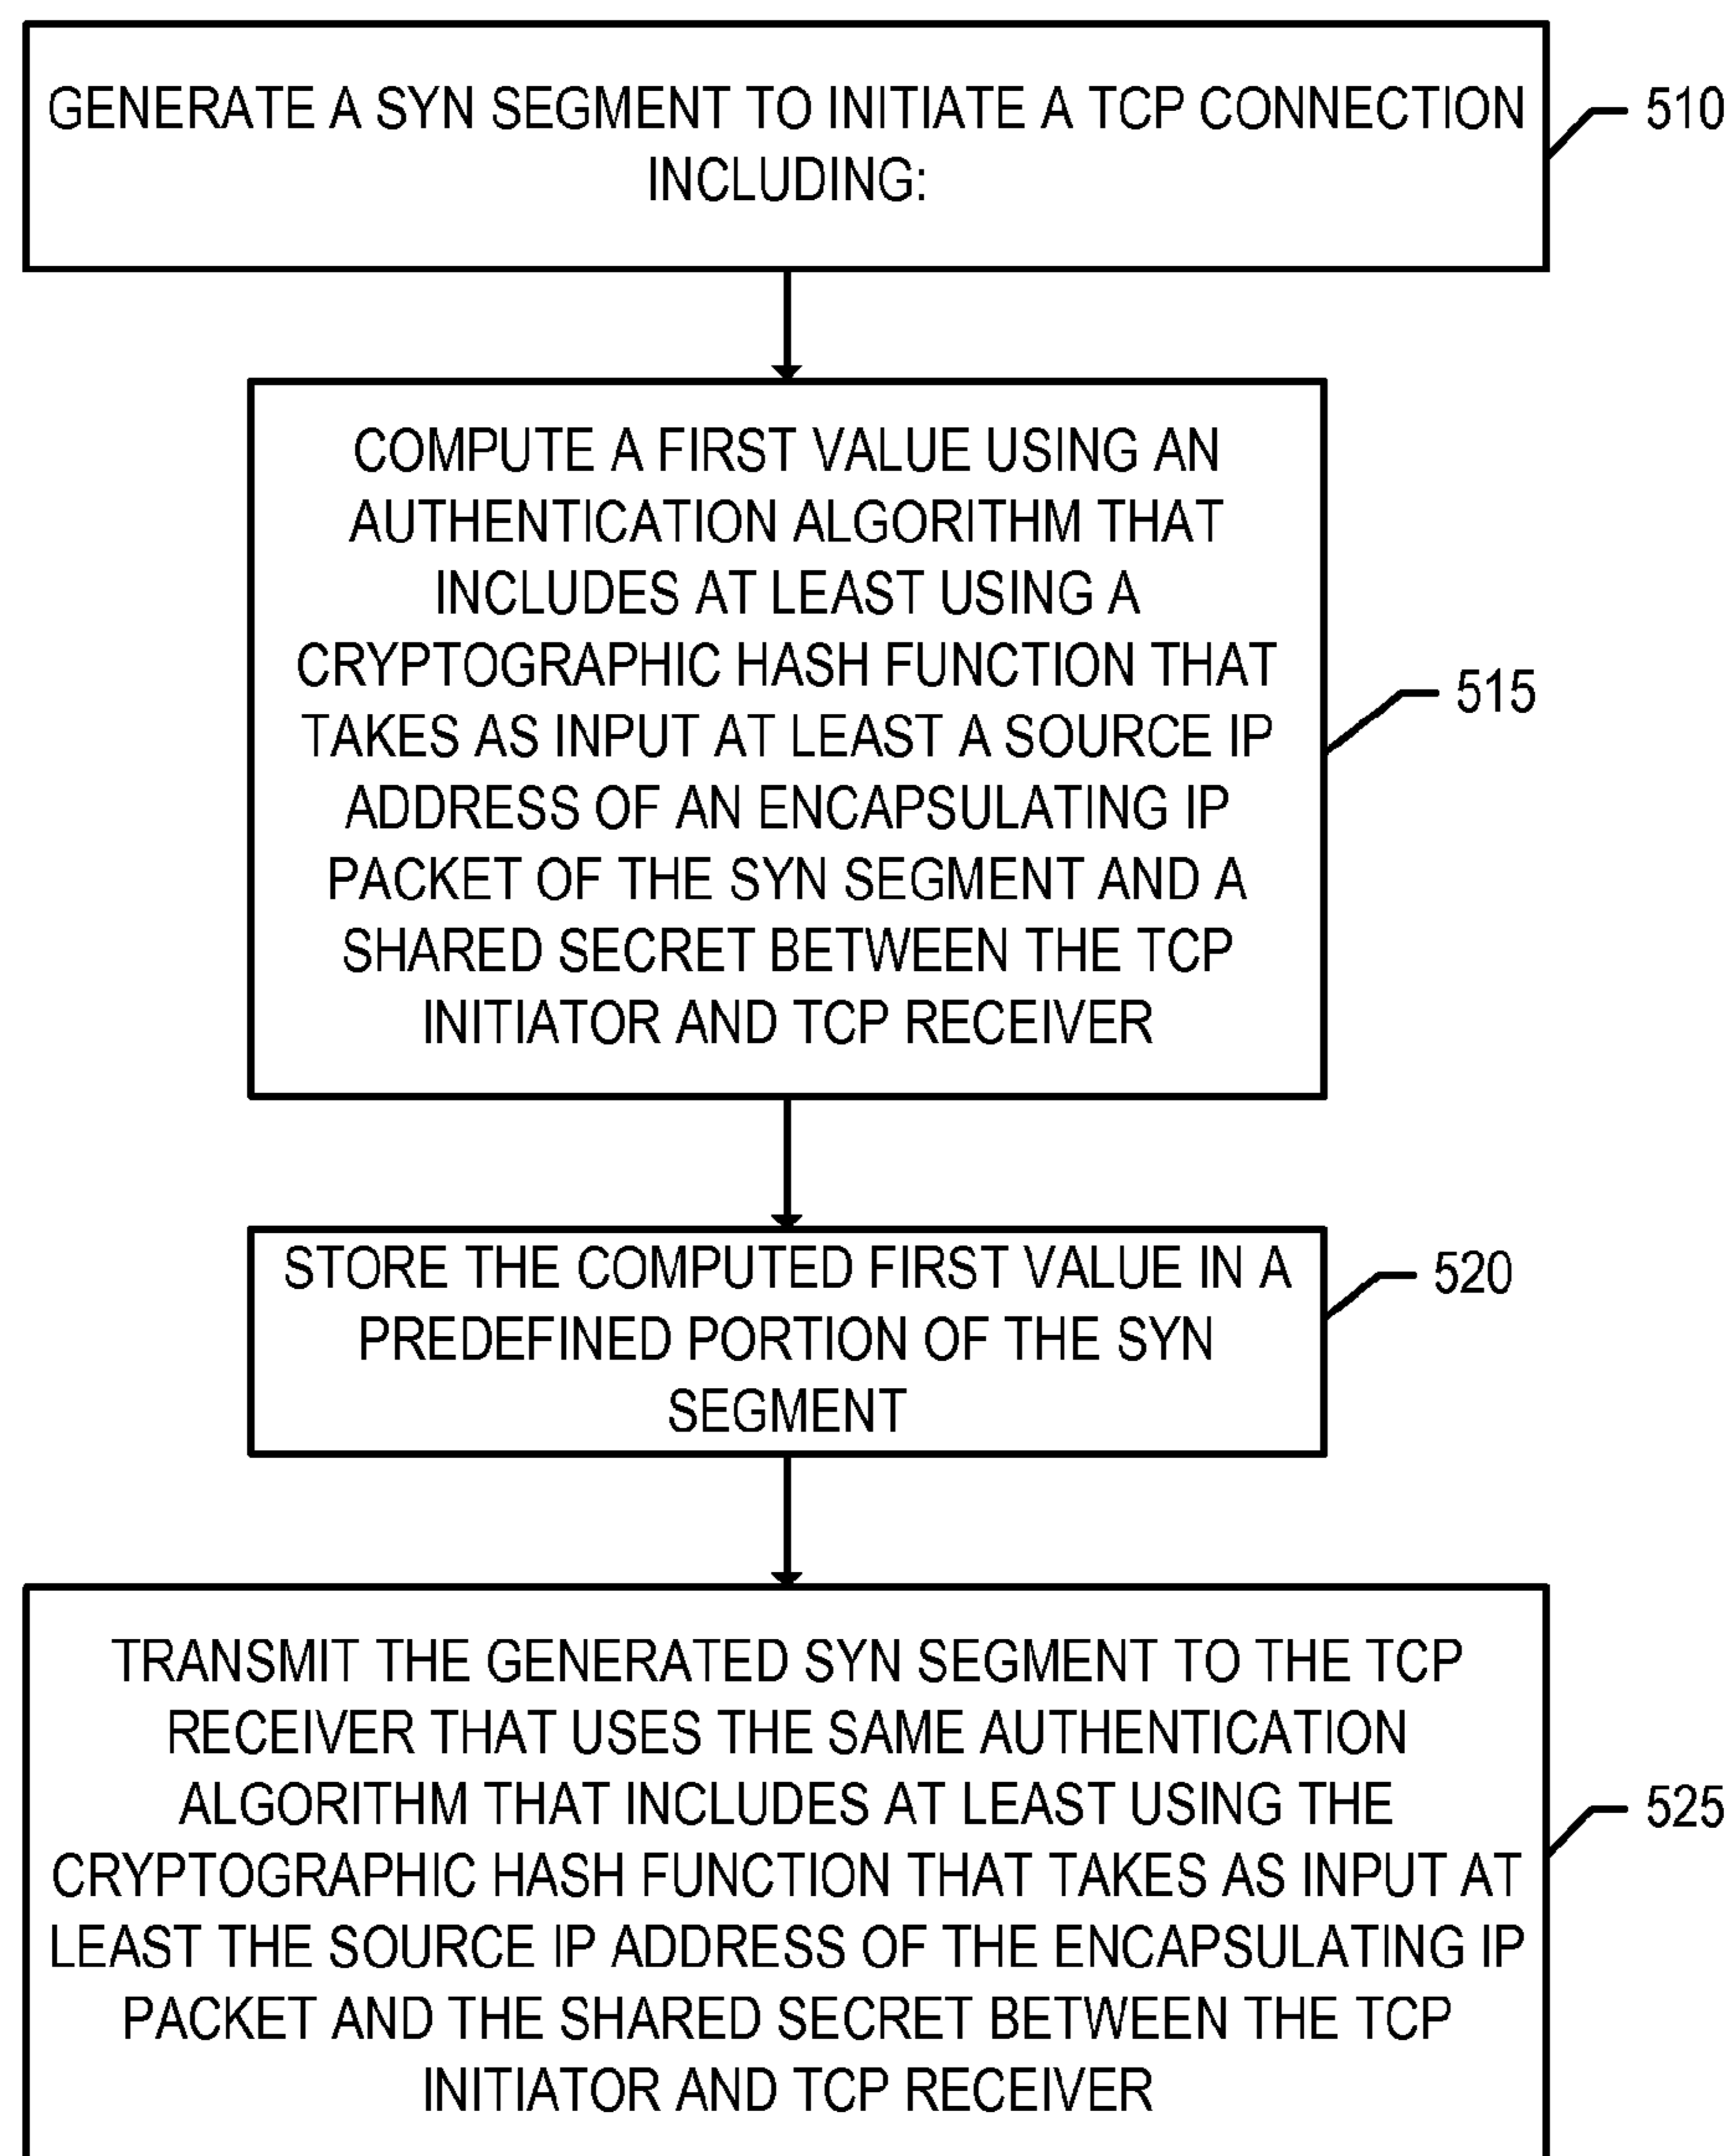 GENERATE A SYN SEGMENT TO INITIATE A TCP CONNECTION
INCLUDING:
510
COMPUTE A FIRST VALUE USING AN
AUTHENTICATION ALGORITHM THAT
INCLUDES AT LEAST USING A
CRYPTOGRAPHIC HASH FUNCTION THAT
TAKES AS INPUT AT LEAST A SOURCE IP
ADDRESS OF AN ENCAPSULATING IP
PACKET OF THE SYN SEGMENT AND A
SHARED SECRET BETWEEN THE TCP
INITIATOR AND TCP RECEIVER
515
STORE THE COMPUTED FIRST VALUE IN A
PREDEFINED PORTION OF THE SYN
SEGMENT
520
TRANSMIT THE GENERATED SYN SEGMENT TO THE TCP
RECEIVER THAT USES THE SAME AUTHENTICATION
ALGORITHM THAT INCLUDES AT LEAST USING THE
CRYPTOGRAPHIC HASH FUNCTION THAT TAKES AS INPUT AT
LEAST THE SOURCE IP ADDRESS OF THE ENCAPSULATING IP
PACKET AND THE SHARED SECRET BETWEEN THE TCP
INITIATOR AND TCP RECEIVER
525